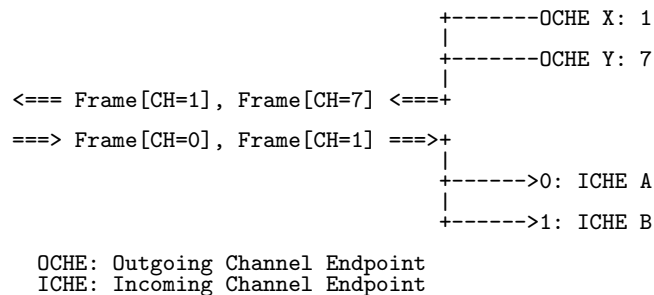 +-------OCHE X: 1
|
+-------OCHE Y: 7
|
<=== Frame[CH=1], Frame[CH=7] <===+
===> Frame[CH=0], Frame[CH=1] ===>+
|
+------>0: ICHE A
|
+------>1: ICHE B
OCHE: Outgoing Channel Endpoint
ICHE: Incoming Channel Endpoint